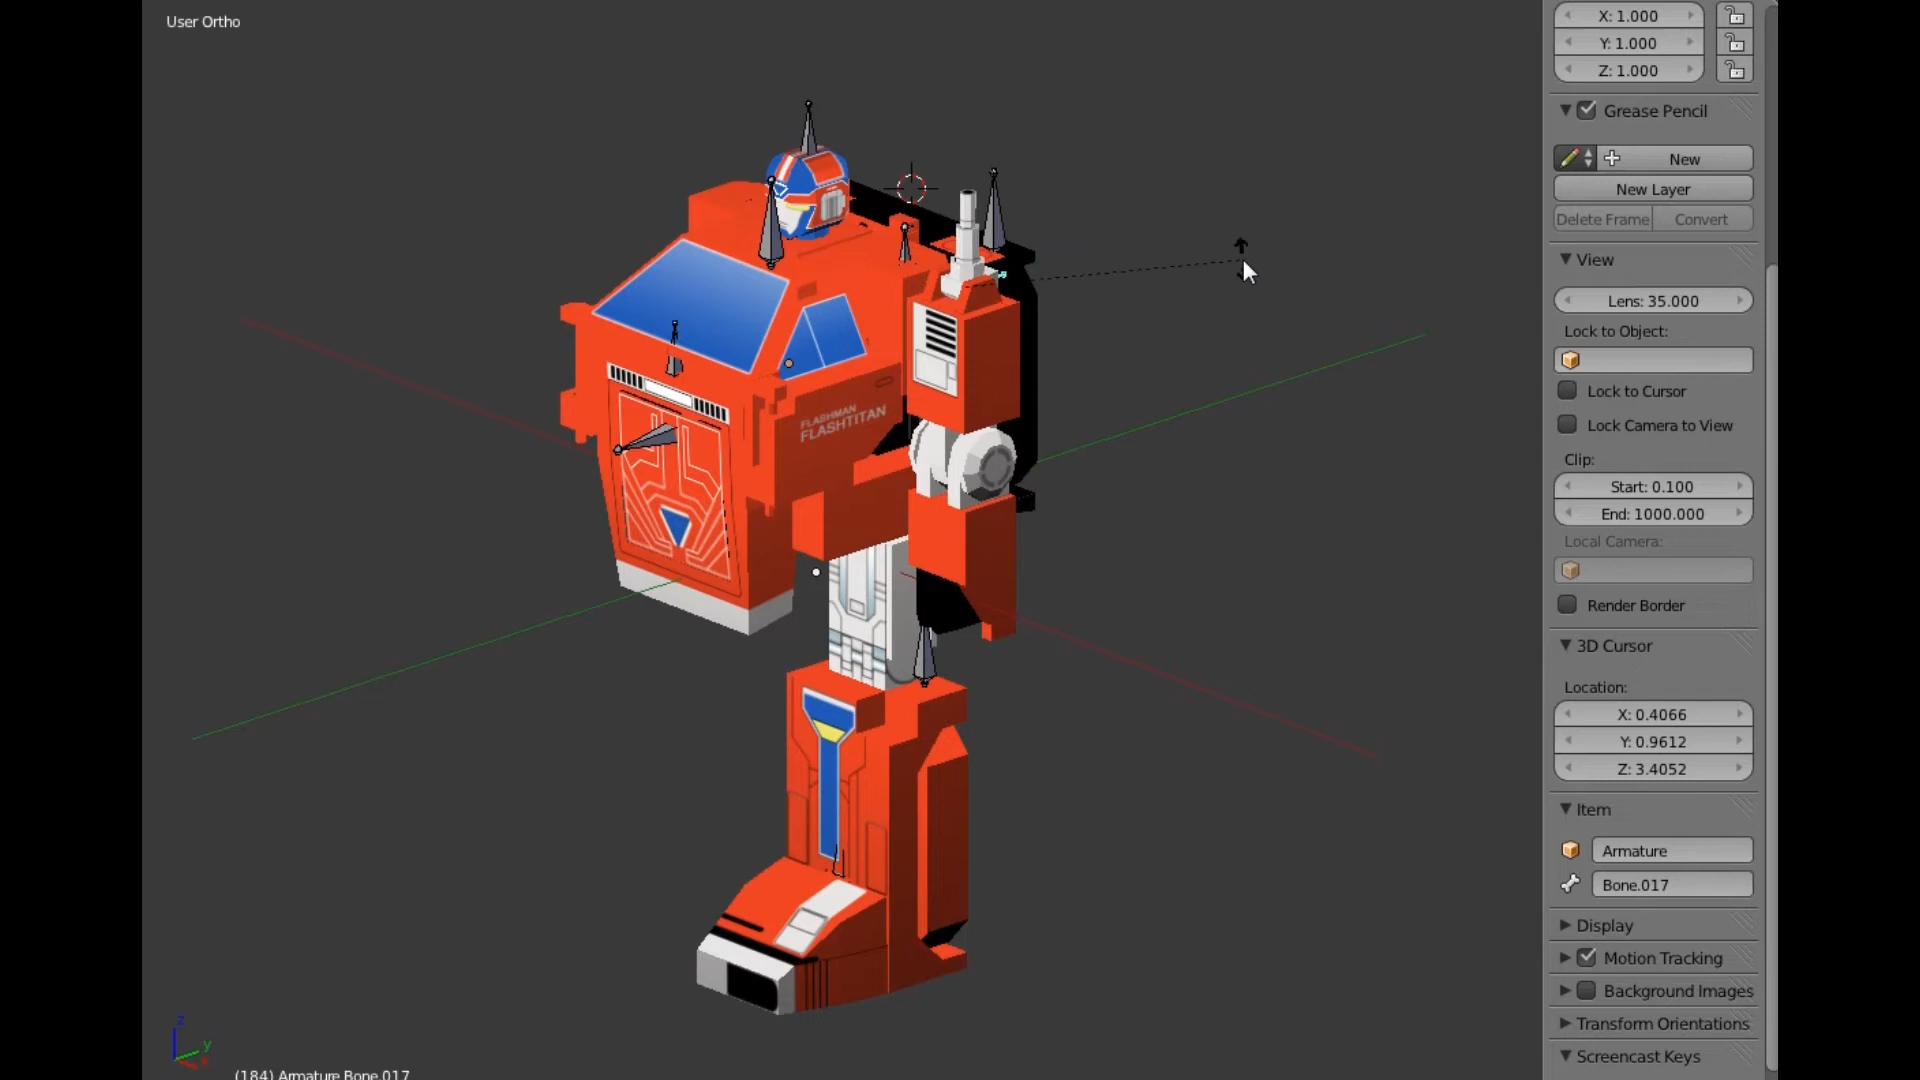 User Ortho
X: 1.000
Y: 1.000
Z: 1.000
Grease Pencil
New
New Layer
Delete Frame
Convert
View
Lens: 35.000
Lock to Object:
Lock to Cursor
Lock Camera to View
Clip:
Start: 0.100
End: 1000.000
Local Camera:
Render Border
3D Cursor
Location:
X: 0.4066
Y: 0.9612
Z: 3.4052
Item
Armature
Bone.017
Display
Motion Tracking
Background Images
Transform Orientations
Screencast Keys
FLASHMAN
FLASHTITAN
z
y
x
(184) Armature Bone.017